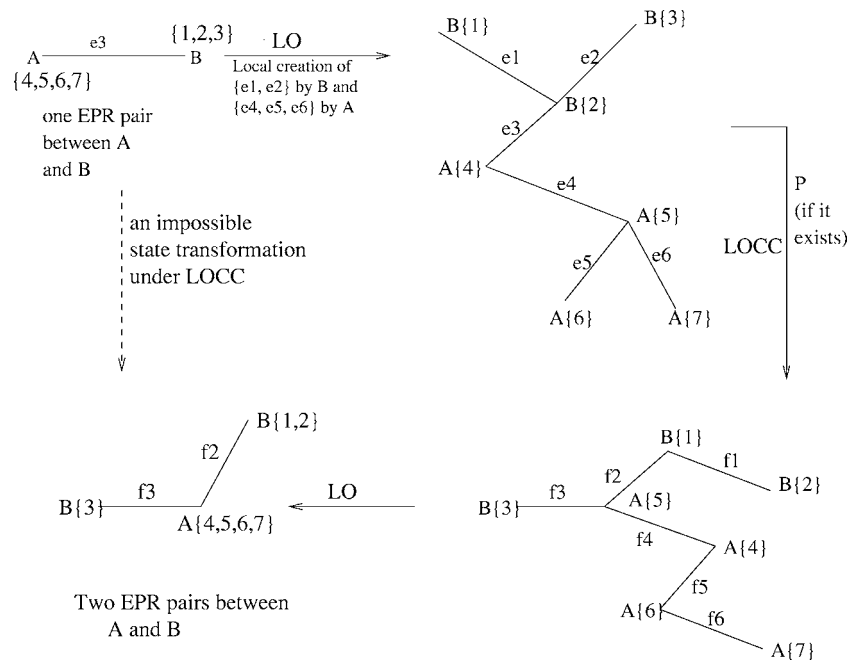 e3
A
B
{1,2,3}
{4,5,6,7}
one EPR pair
between A
and B
LO
Local creation of
{e1, e2} by B and
{e4, e5, e6} by A
B{1}
B{3}
e1
e2
B{2}
e3
A{4}
e4
A{5}
e5
e6
A{6}
A{7}
P
(if it
exists)
LOCC
an impossible
state transformation
under LOCC
B{1,2}
f2
B{3}
f3
A{4,5,6,7}
LO
Two EPR pairs between
A and B
B{1}
f1
B{2}
f2
B{3}
f3
A{5}
f4
A{4}
f5
A{6}
f6
A{7}